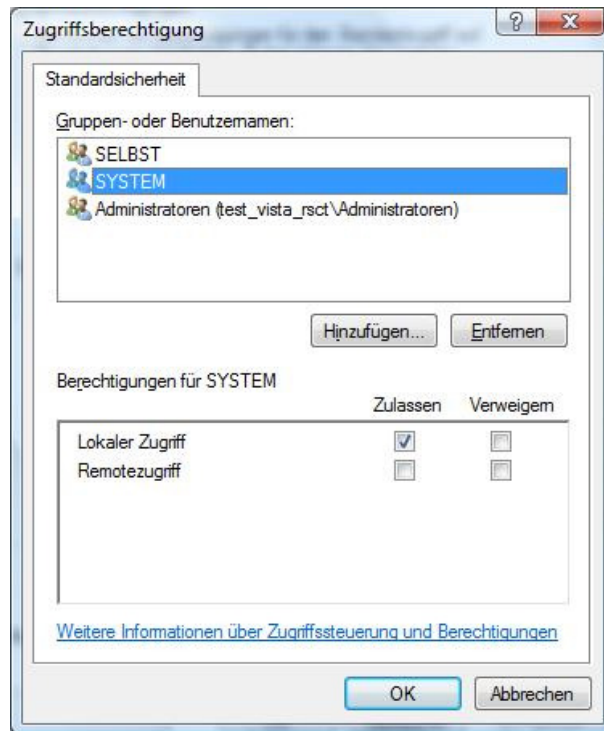 Zugriffsberechtigung
Standardsicherheit
Gruppen- oder Benutzernamen:
SELBST
SYSTEM
Administratoren (test_vista_rsct\Administratoren)
Hinzufügen... Entfernen
Berechtigungen für SYSTEM
Zulassen Verweigern
Lokaler Zugriff
Remotezugriff
Weitere Informationen über Zugriffssteuerung und Berechtigungen
OK Abbrechen